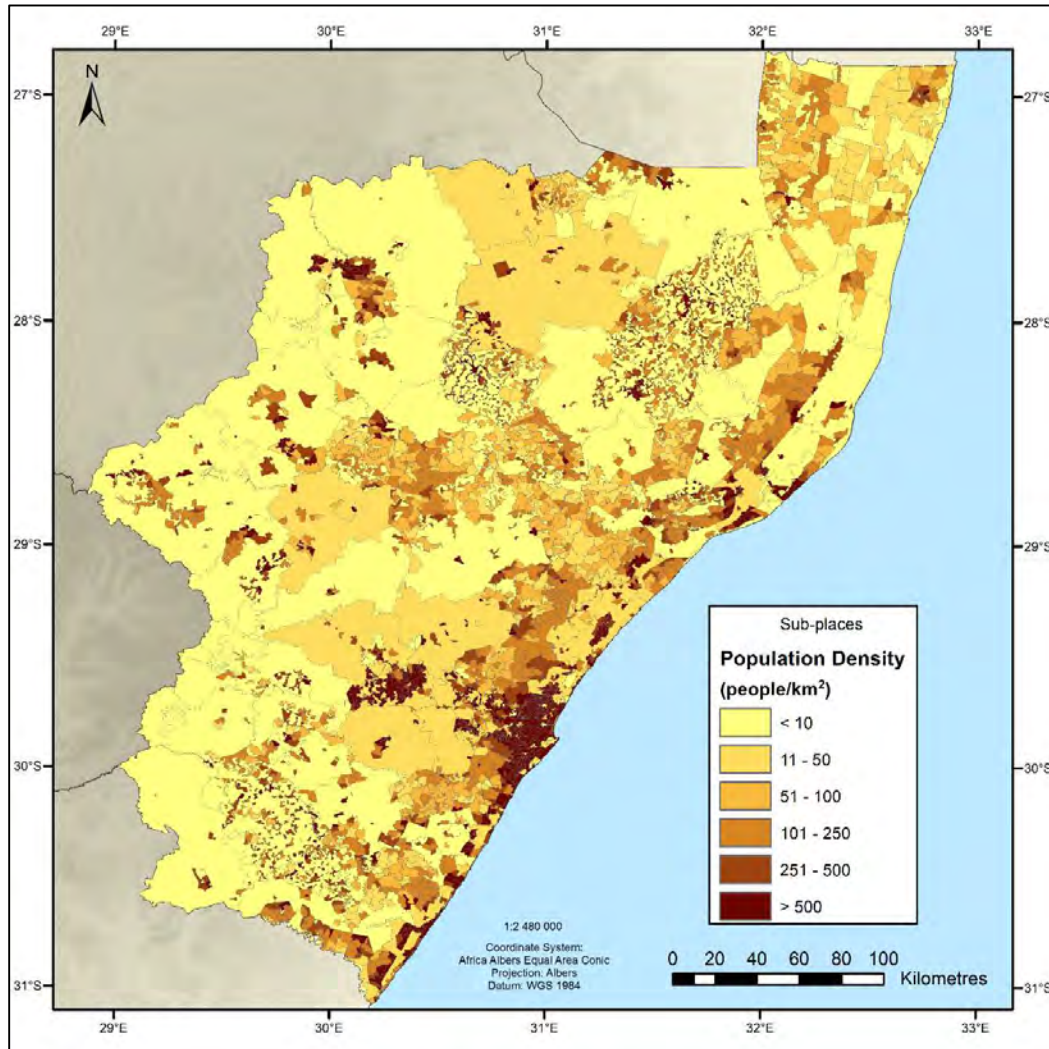 29°E 30°E 31°E 32°E 33°E
N
27°S 27°S
28°S 28°S
29°S 29°S
30°S 30°S
31°S 31°S
Sub-places
Population Density
(people/km²)
< 10
11 - 50
51 - 100
101 - 250
251 - 500
> 500
1:2 480 000
Coordinate System:
Africa Albers Equal Area Conic
Projection: Albers
Datum: WGS 1984
0 20 40 60 80 100
Kilometres
29°E 30°E 31°E 32°E 33°E